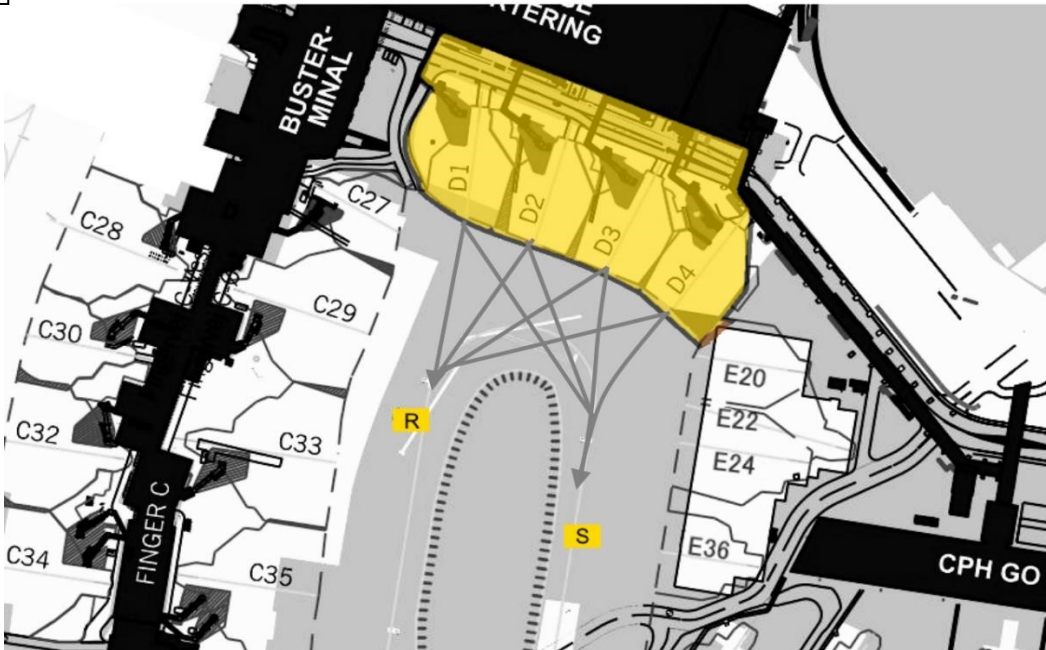 RTERING
BUSTER-
MINAL
D1
D2
D3
D4
C27
C28
C29
C30
C32
C33
C34
C35
FINGER C
R
S
E20
E22
E24
E36
CPH GO